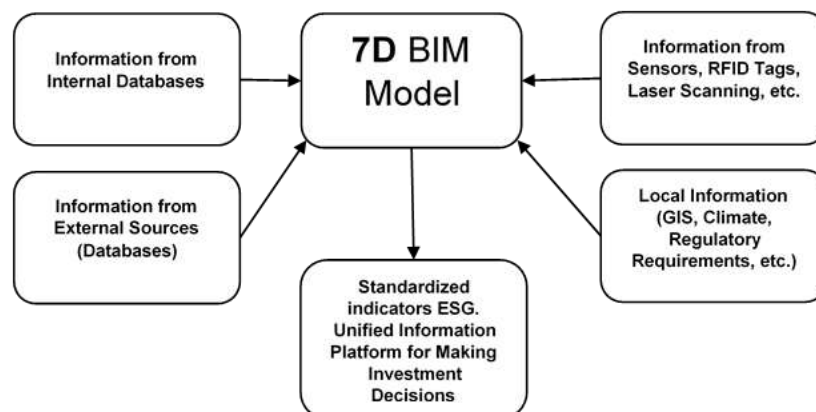 Information from
Internal Databases
7D BIM
Model
Information from
Sensors, RFID Tags,
Laser Scanning, etc.
Information from
External Sources
(Databases)
Local Information
(GIS, Climate,
Regulatory
Requirements, etc.)
Standardized
indicators ESG.
Unified Information
Platform for Making
Investment
Decisions